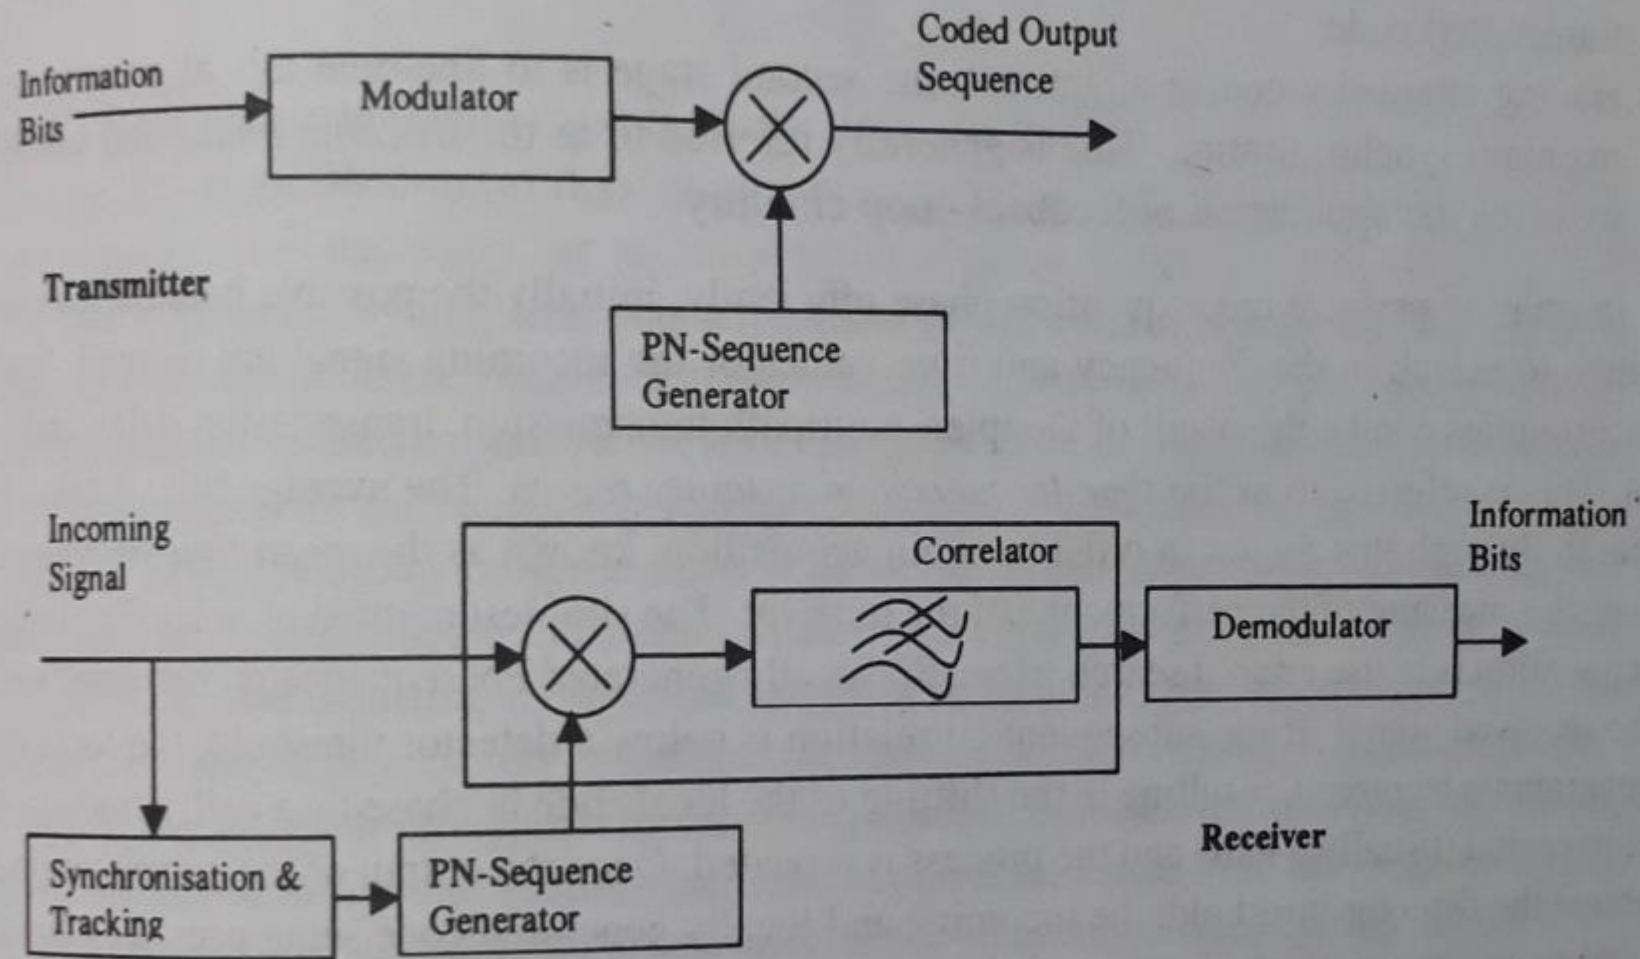 Information
Bits
Modulator
Coded Output
Sequence
Transmitter
PN-Sequence
Generator
Incoming
Signal
Correlator
Information
Bits
Demodulator
Receiver
Synchronisation &
Tracking
PN-Sequence
Generator